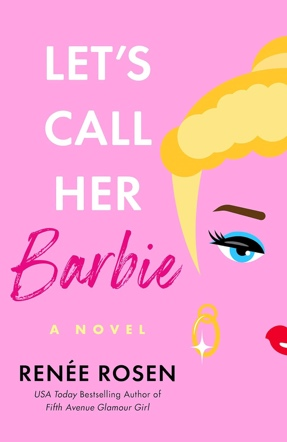 LET'S
CALL
HER
Barbie
A NOVEL
RENÉE ROSEN
USA Today Bestselling Author of
Fifth Avenue Glamour Girl